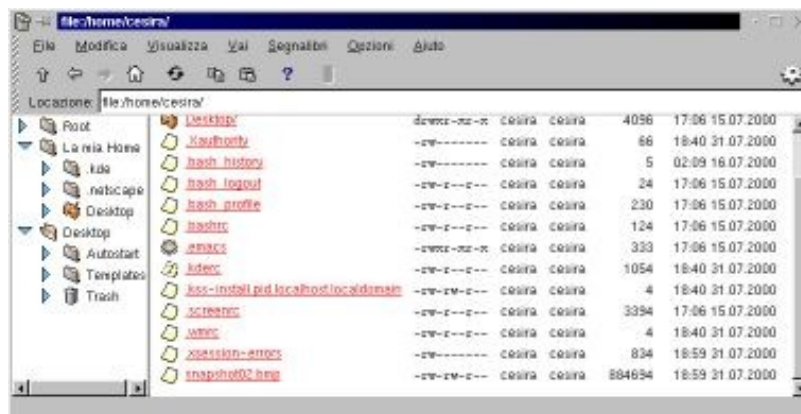 file:/home/cesira/
File Modifica Visualizza Vai Segnalibri Opzioni Aiuto
?
Locazione: file:/home/cesira/
Root
La mia Home
.kde
.netscape
Desktop
Desktop
Autostart
Templates
Trash
Desktop/ drwxr-xr-x cesira cesira 4096 17:06 15.07.2000
.Xauthority -rw------- cesira cesira 66 18:40 31.07.2000
.bash_history -rw------- cesira cesira 5 02:09 16.07.2000
.bash_logout -rw-r--r-- cesira cesira 24 17:06 15.07.2000
.bash_profile -rw-r--r-- cesira cesira 230 17:06 15.07.2000
.bashrc -rw-r--r-- cesira cesira 124 17:06 15.07.2000
.emacs -rwxr-xr-x cesira cesira 333 17:06 15.07.2000
.kderc -rw-r--r-- cesira cesira 1054 18:40 31.07.2000
.kss-install.pid.localhost.localdomain -rw-rw-r-- cesira cesira 4 18:40 31.07.2000
.screenrc -rw-r--r-- cesira cesira 3394 17:06 15.07.2000
.wmrc -rw-r--r-- cesira cesira 4 18:40 31.07.2000
.xsession-errors -rw------- cesira cesira 834 18:59 31.07.2000
snapshot02.bmp -rw-rw-r-- cesira cesira 884694 18:59 31.07.2000